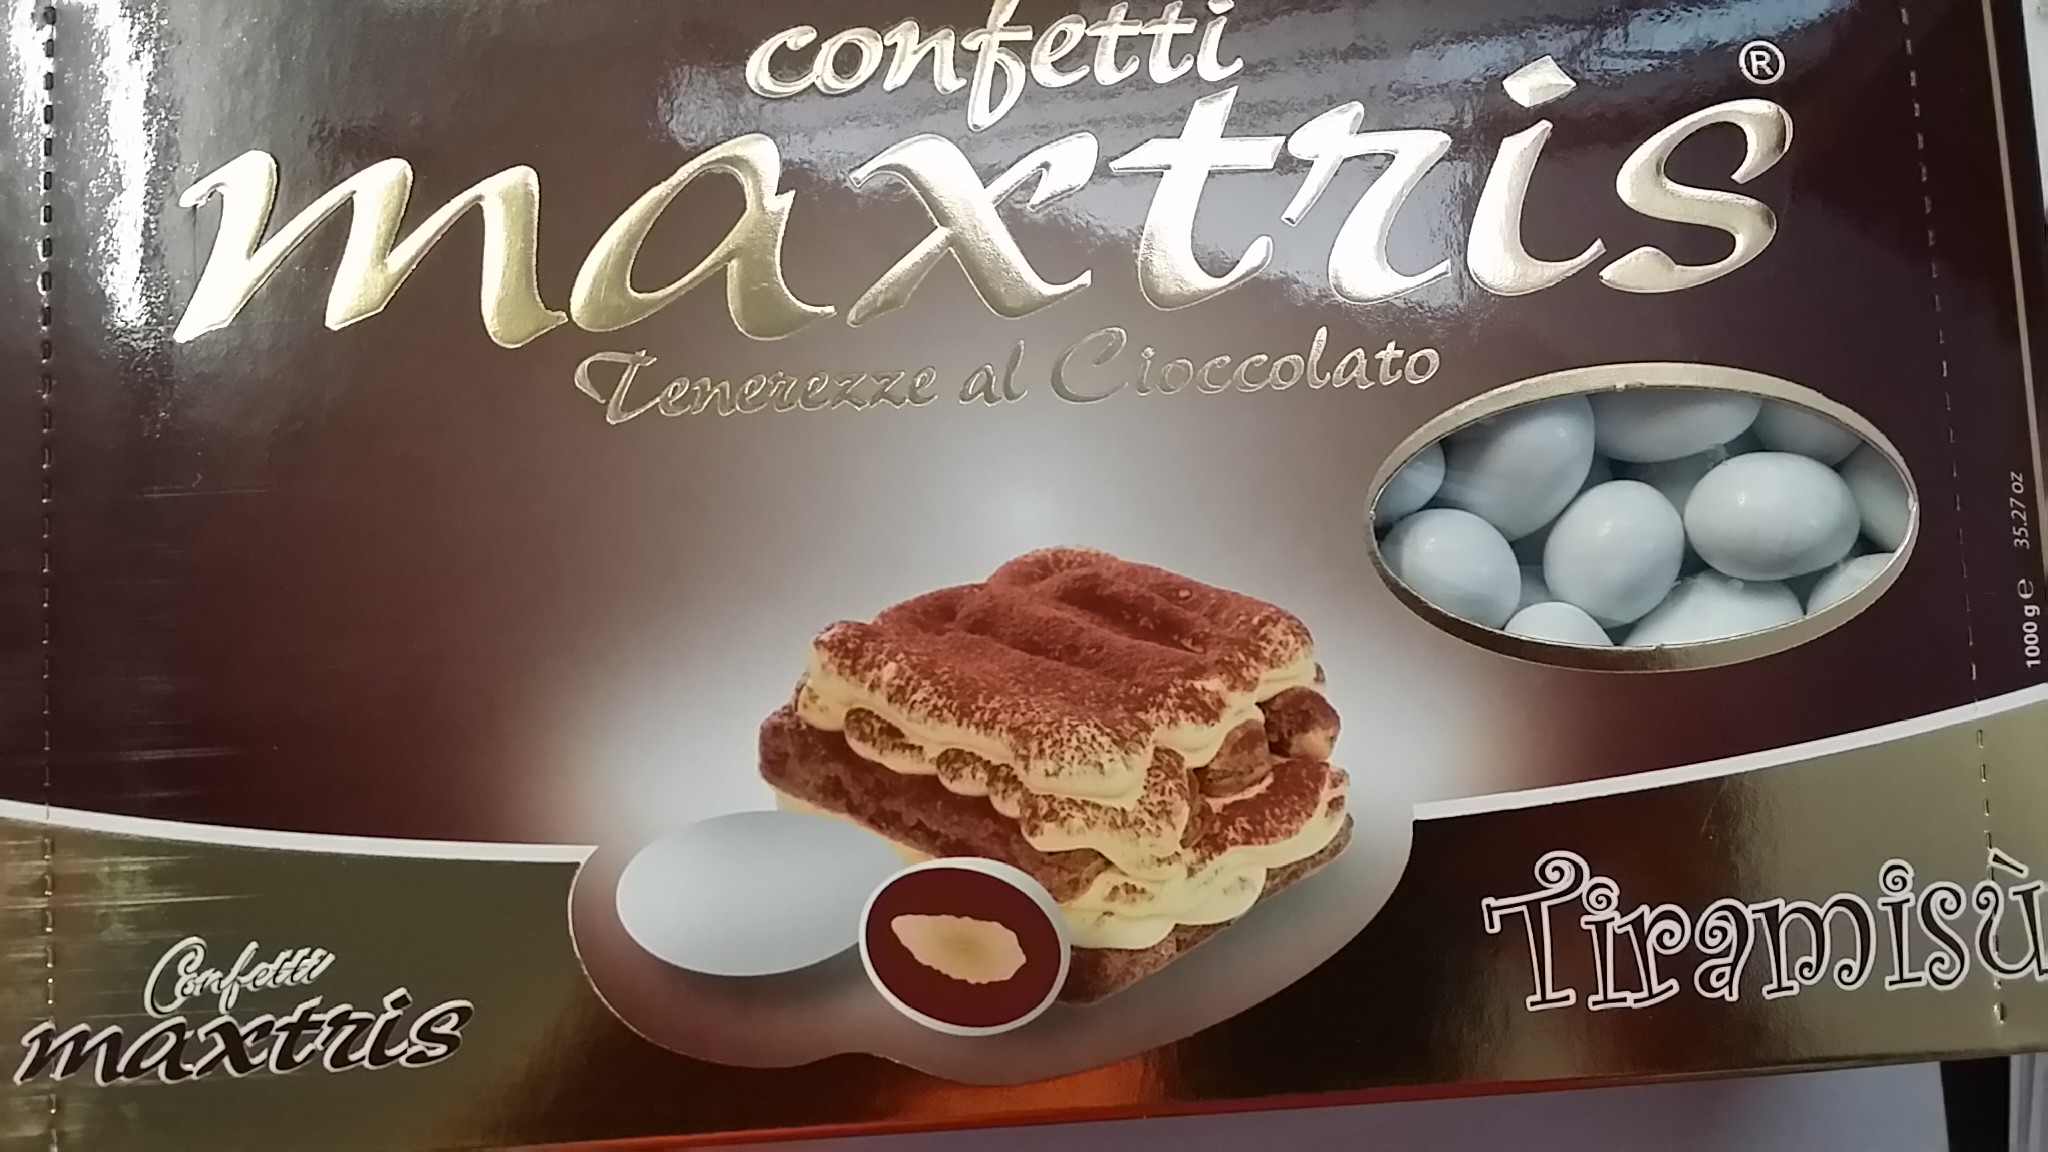 confetti
maxtris®
Tenerezze al Cioccolato
1000 g e 35.27 oz
Tiramisù
Confetti
maxtris